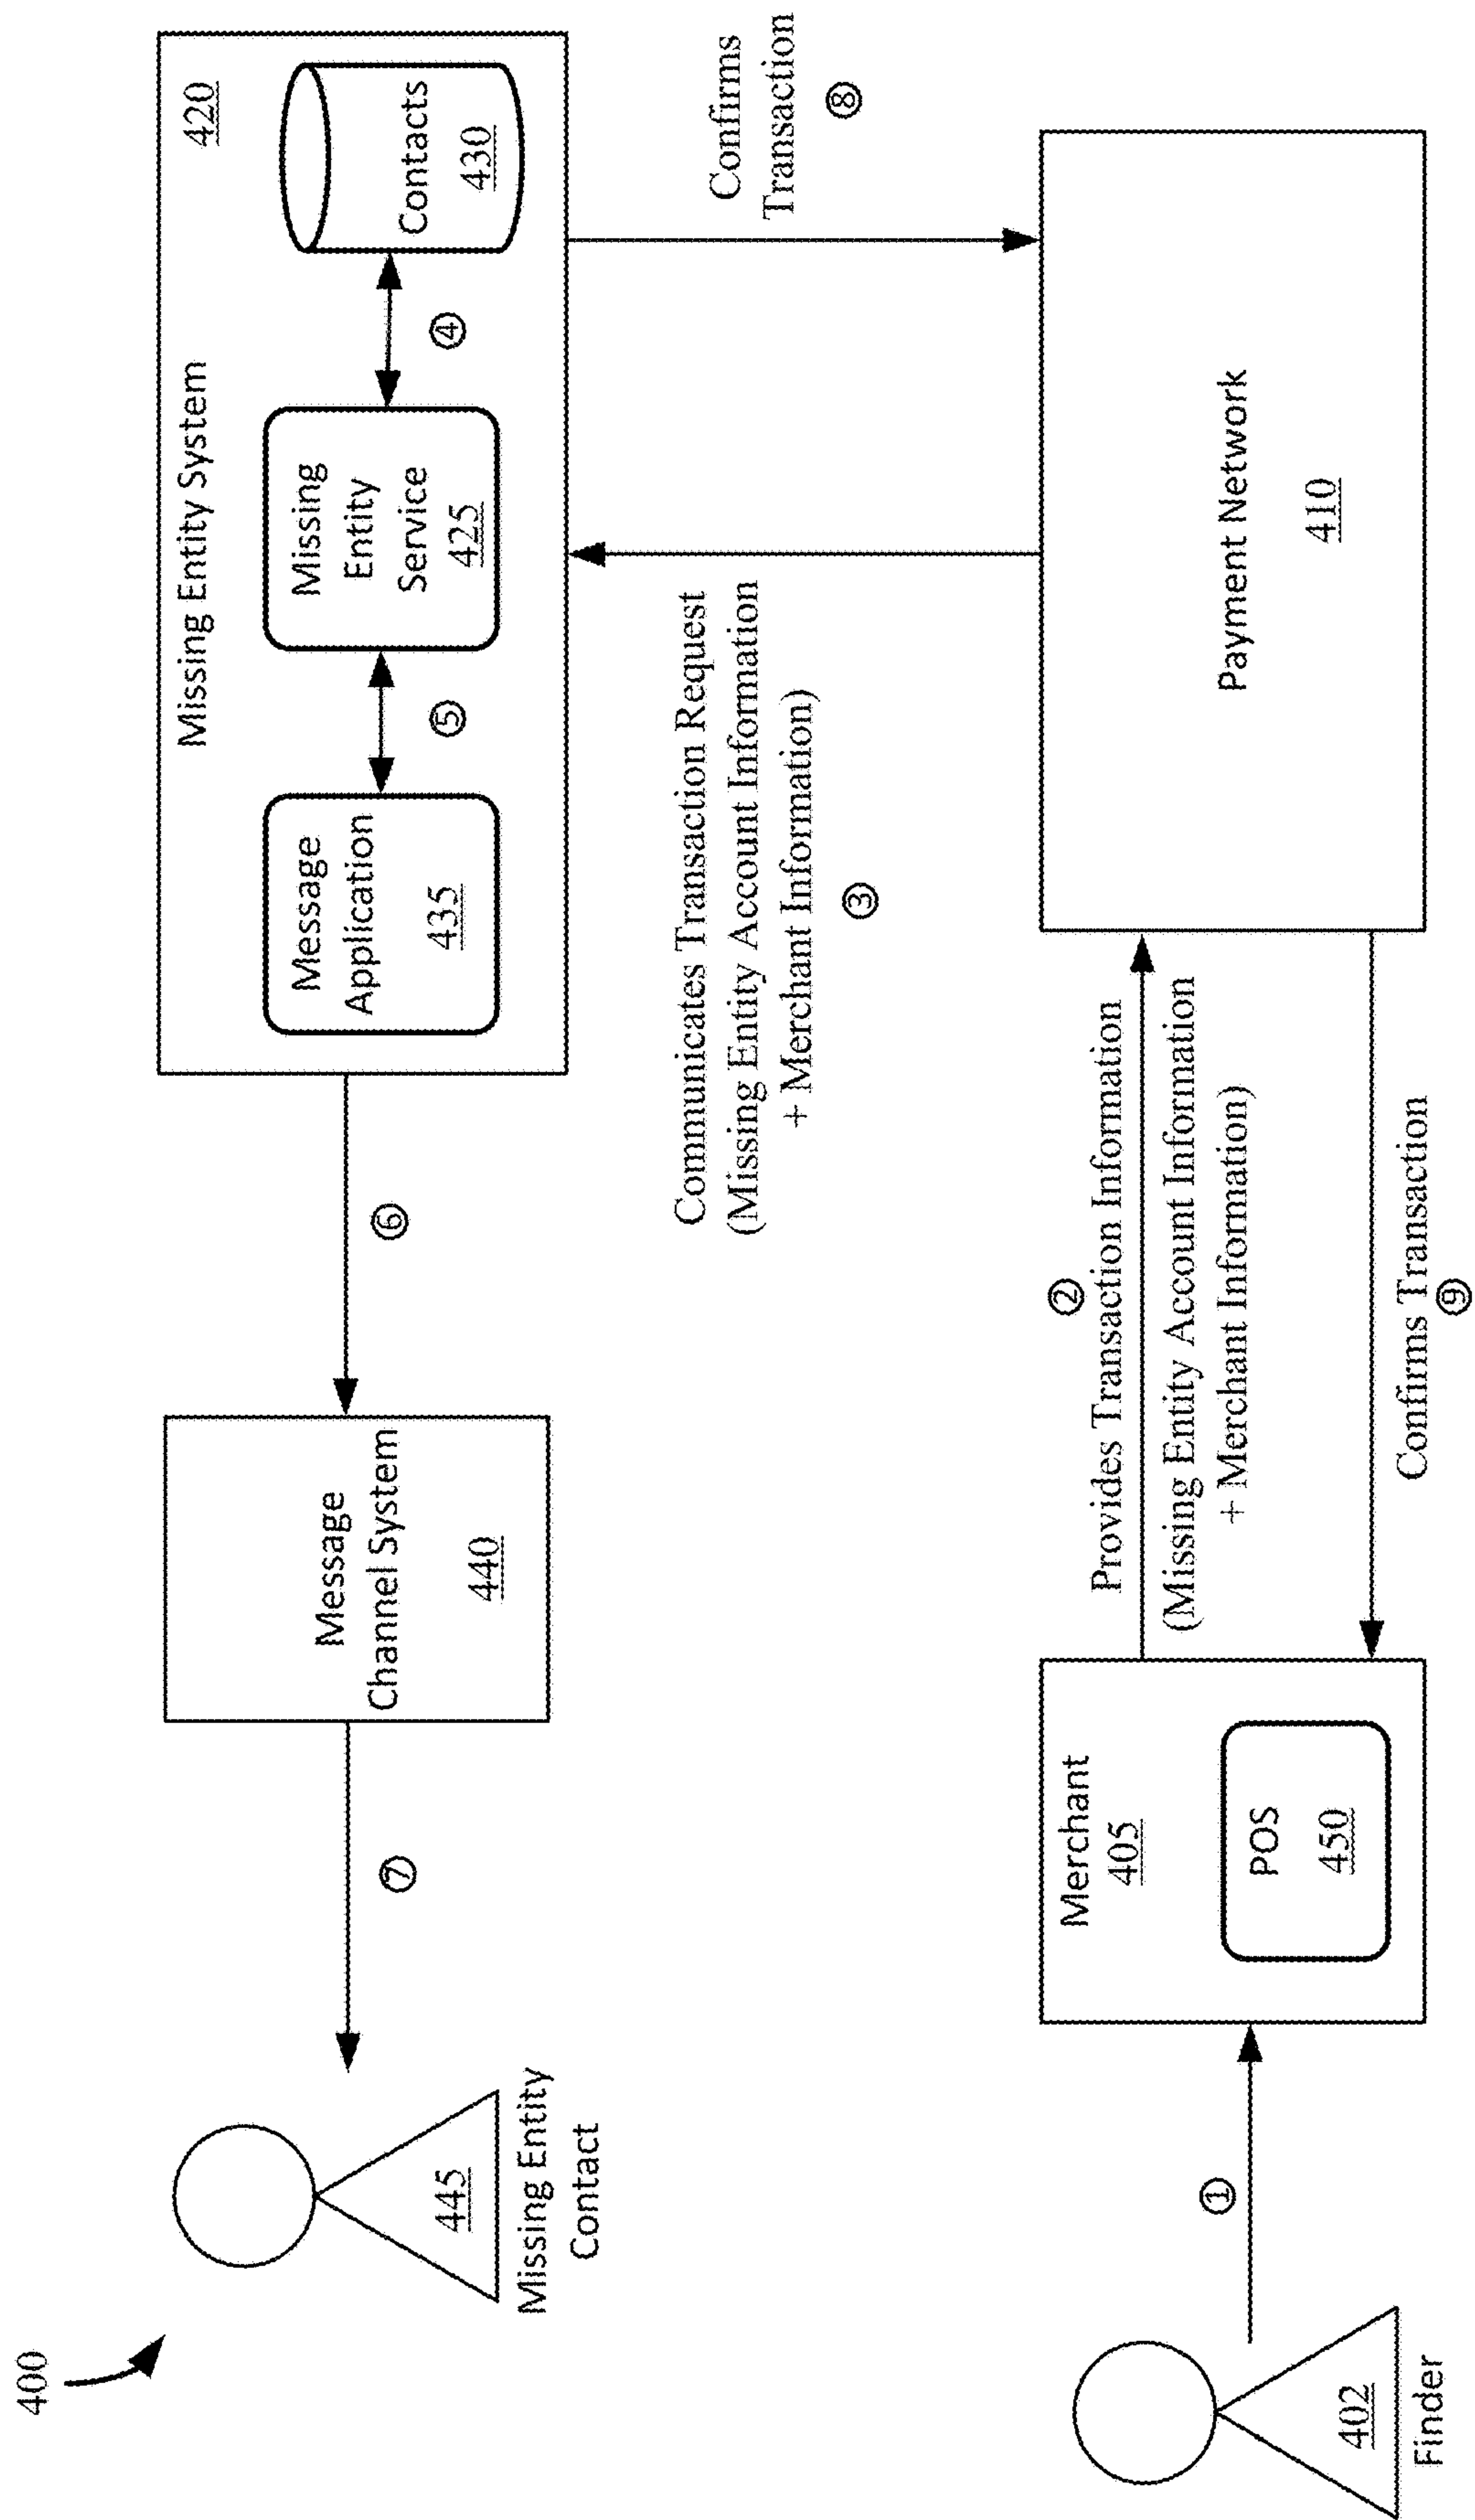 400
Missing Entity System
420
Message
Application
435
⑤
Missing
Entity
Service
425
④
Contacts
430
⑥
Message
Channel System
440
⑦
445
Missing Entity
Contact
Communicates Transaction Request
(Missing Entity Account Information
+ Merchant Information)
③
Confirms
Transaction
⑧
402
Finder
①
Merchant
405
POS
450
②
Provides Transaction Information
(Missing Entity Account Information
+ Merchant Information)
Confirms Transaction
⑨
Payment Network
410